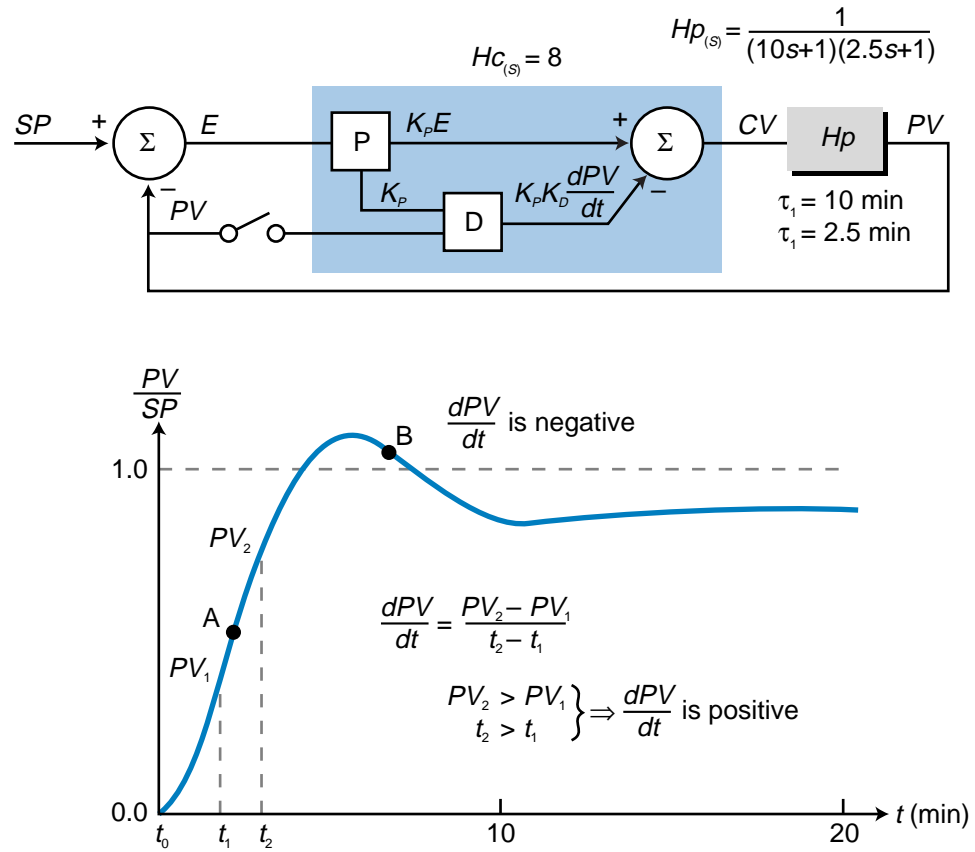 Hp(S) = 1 / (10s+1)(2.5s+1)
Hc(S) = 8
SP + Σ E P KPE + Σ CV Hp PV
−
PV KP D KPKD dPV/dt −
τ1 = 10 min
τ1 = 2.5 min
PV/SP
B dPV/dt is negative
1.0
PV2
A
dPV/dt = PV2 – PV1 / t2 – t1
PV1
PV2 > PV1
t2 > t1 } ⇒ dPV/dt is positive
0.0
t0 t1 t2 10 20 t (min)